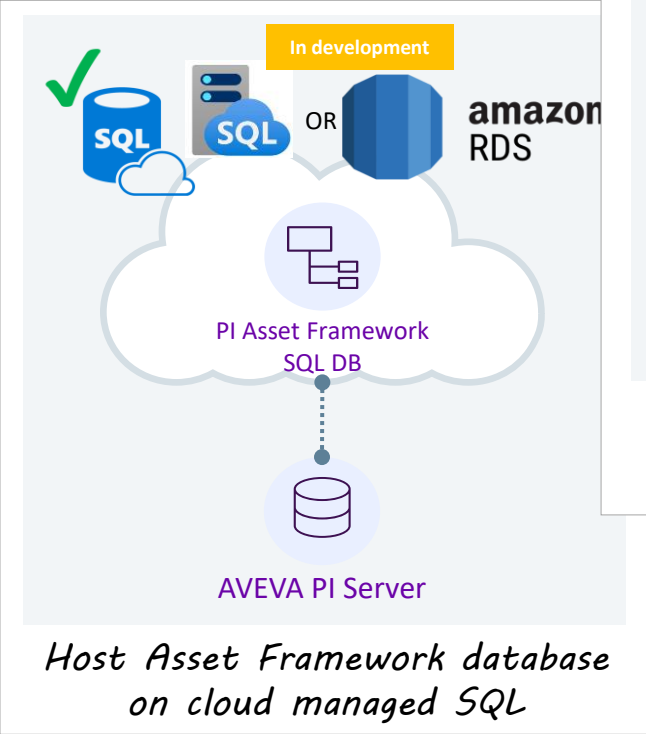 In development
SQL
SQL
OR
amazon
RDS
PI Asset Framework
SQL DB
AVEVA PI Server
Host Asset Framework database
on cloud managed SQL